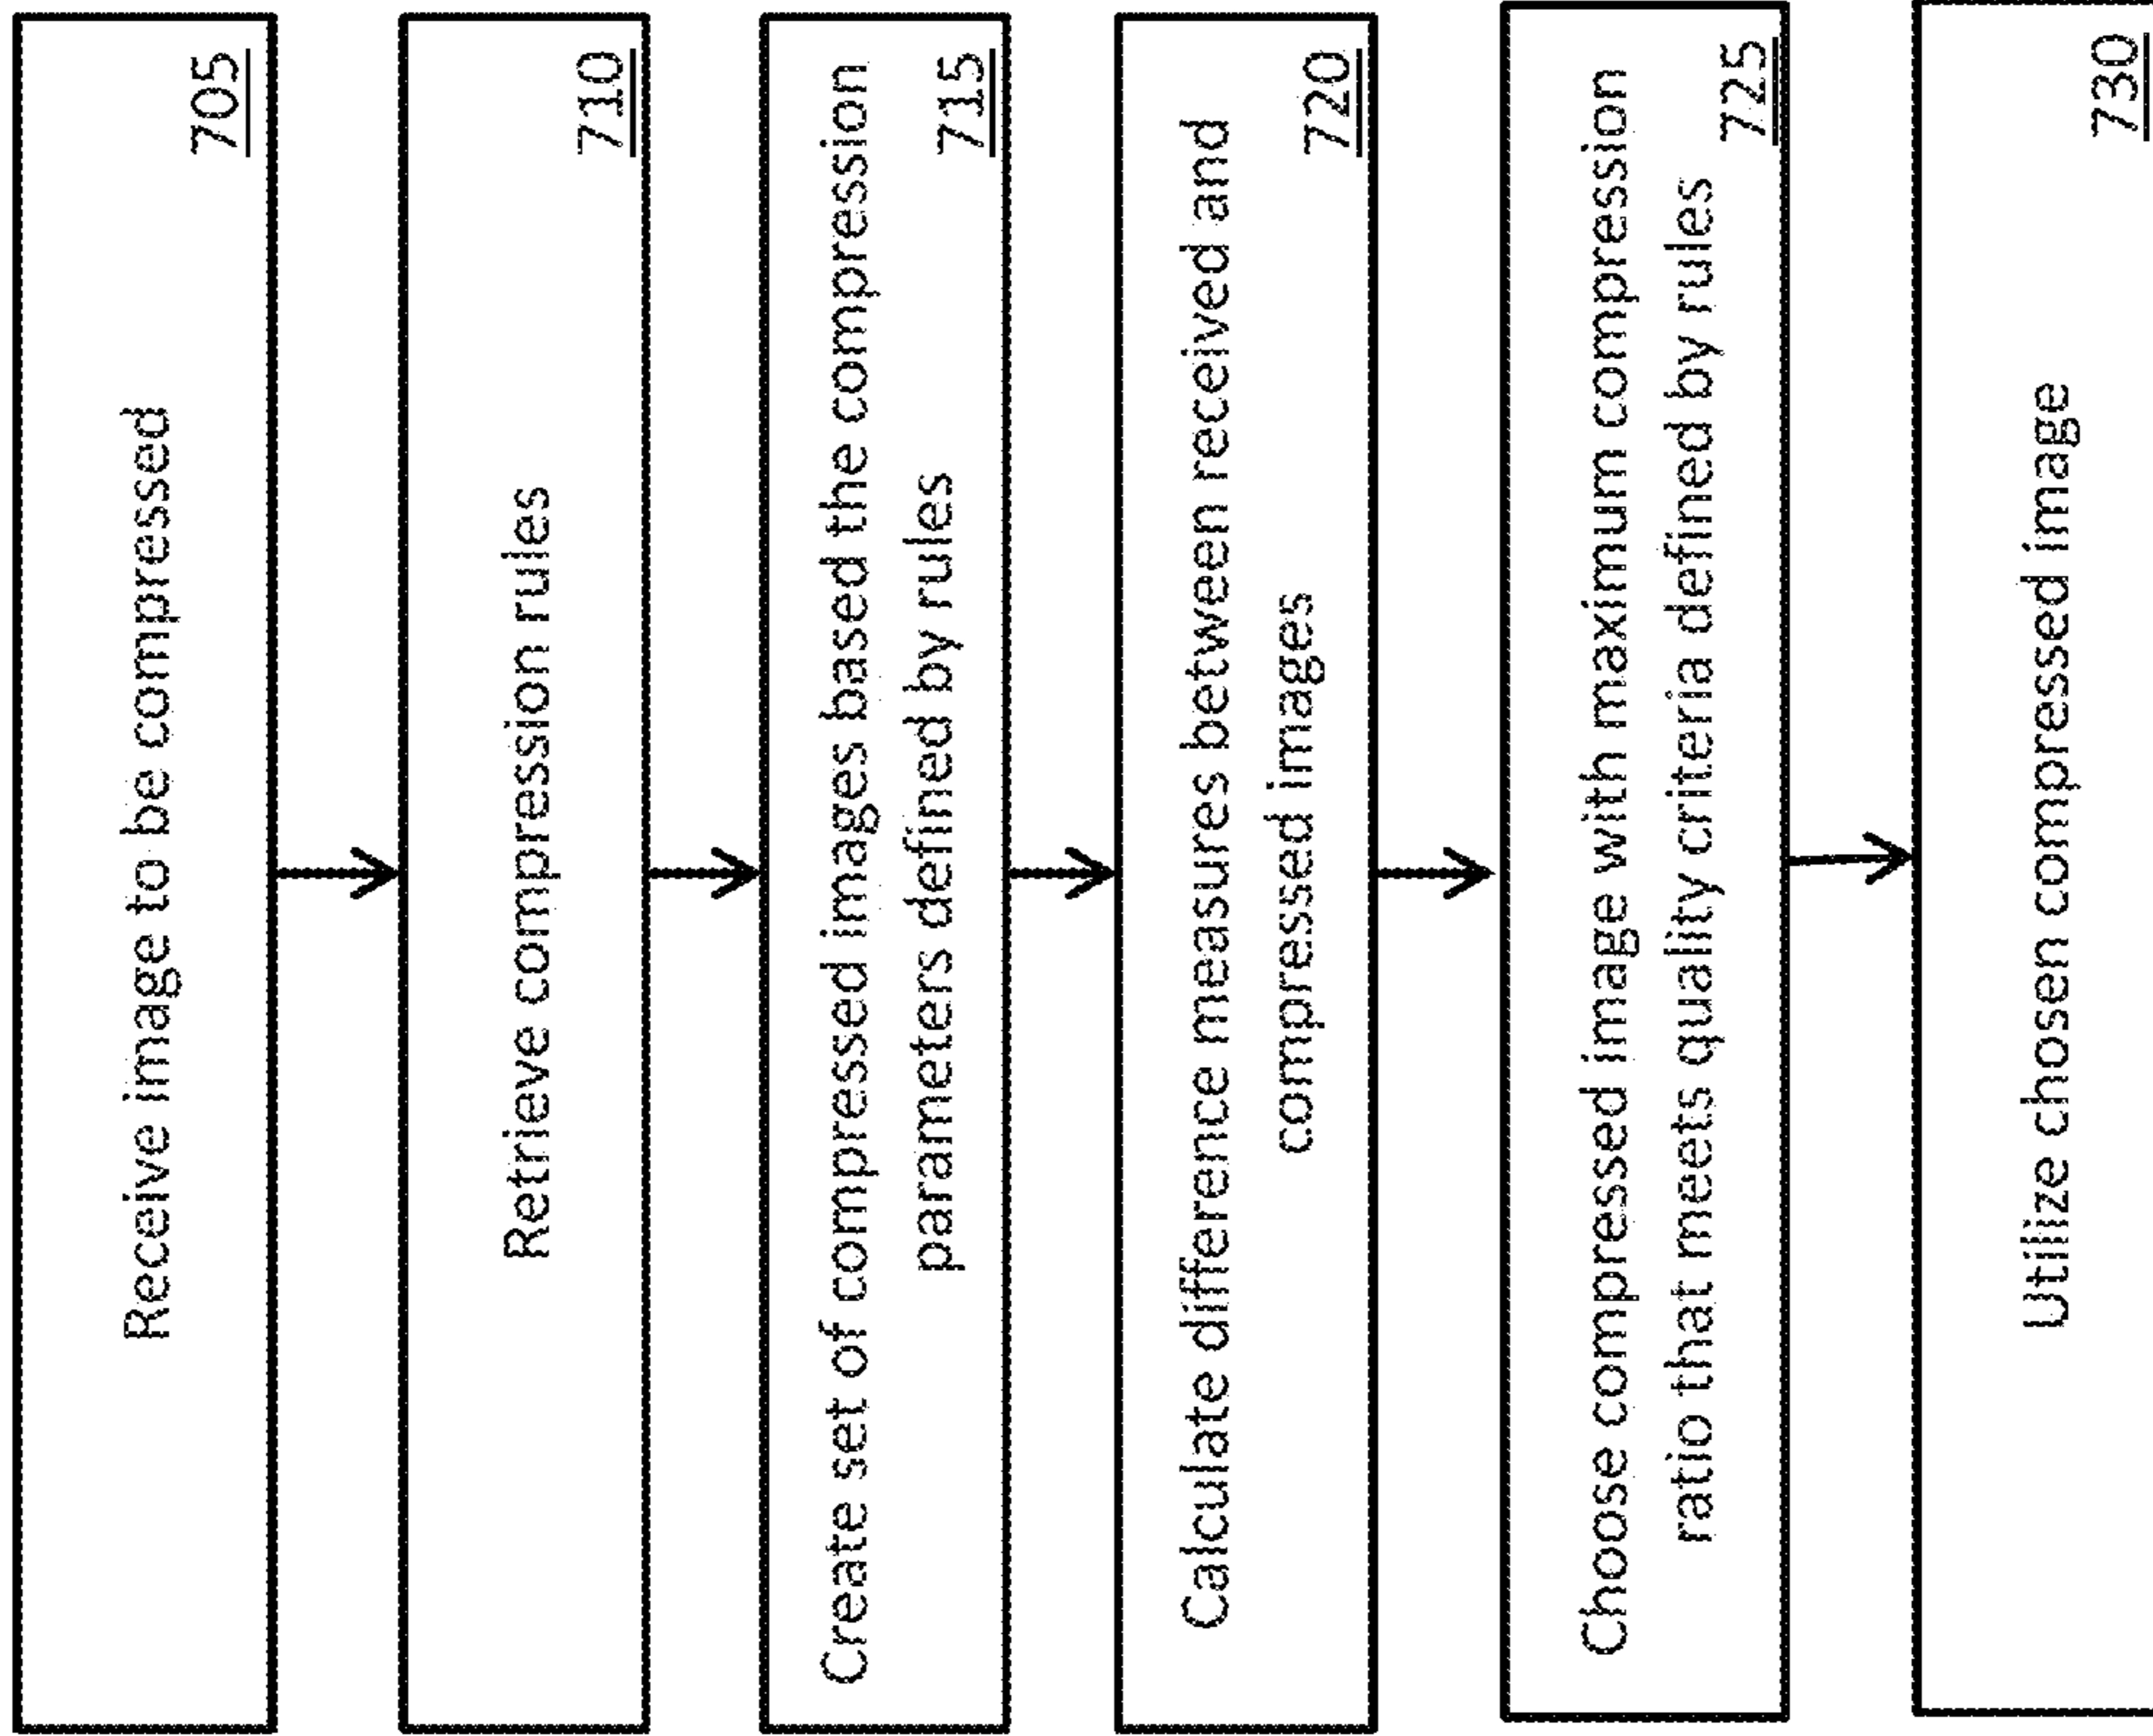 Receive image to be compressed
705
Retrieve compression rules
710
Create set of compressed images based the compression
parameters defined by rules
715
Calculate difference measures between received and
compressed images
720
Choose compressed image with maximum compression
ratio that meets quality criteria defined by rules
725
Utilize chosen compressed image
730